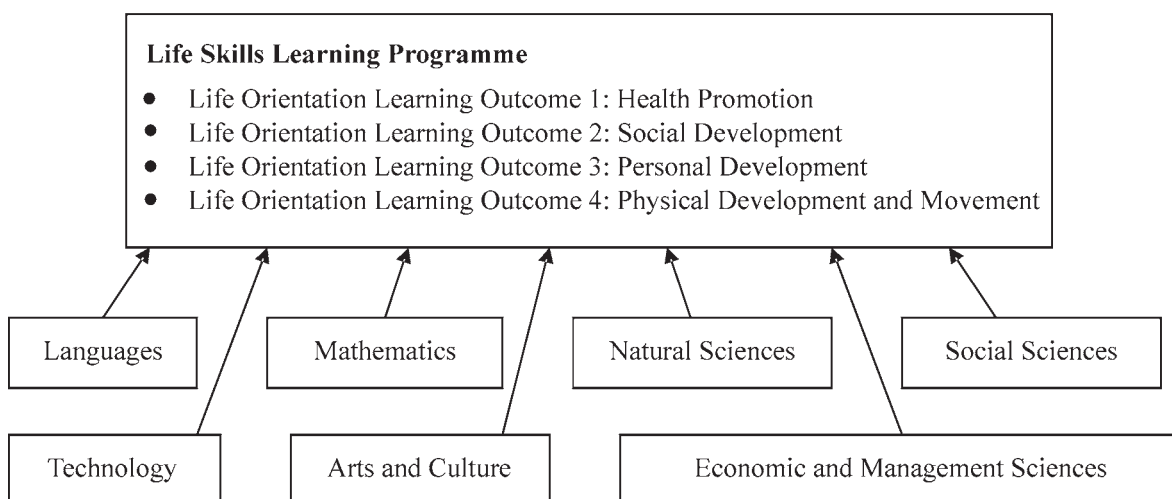 Life Skills Learning Programme
● Life Orientation Learning Outcome 1: Health Promotion
● Life Orientation Learning Outcome 2: Social Development
● Life Orientation Learning Outcome 3: Personal Development
● Life Orientation Learning Outcome 4: Physical Development and Movement
Languages
Mathematics
Natural Sciences
Social Sciences
Technology
Arts and Culture
Economic and Management Sciences